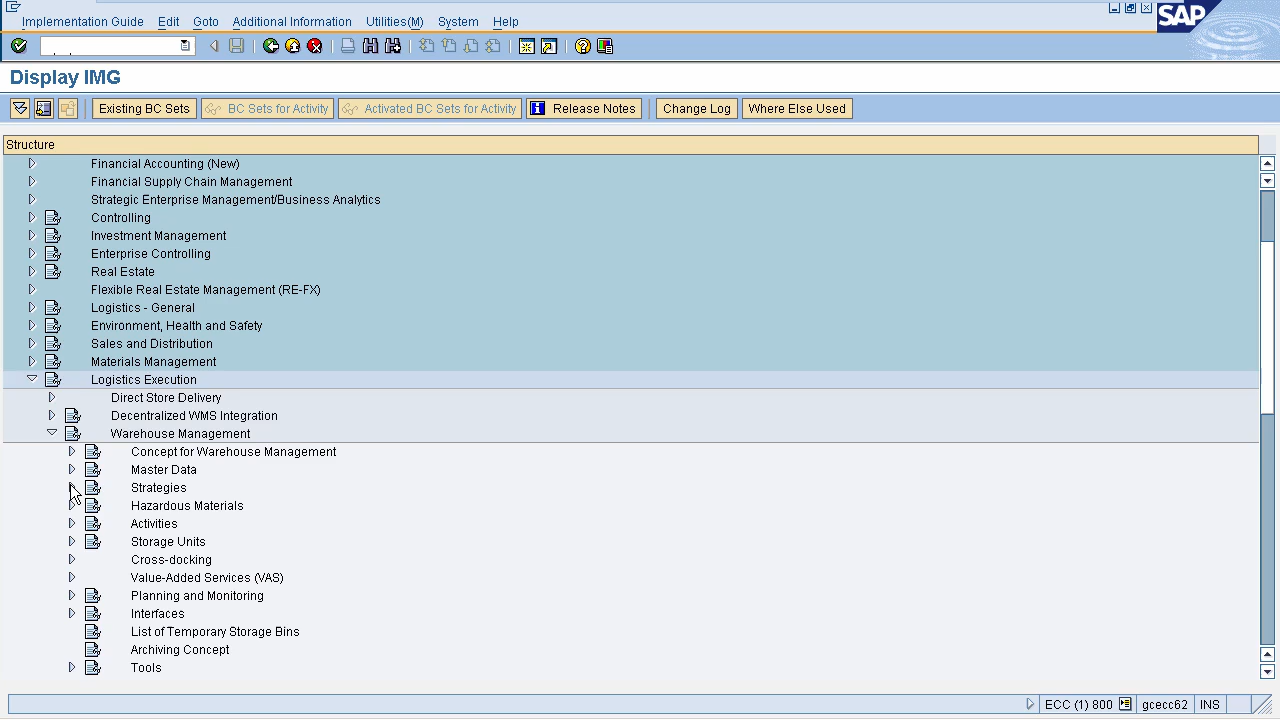 Implementation Guide Edit Goto Additional Information Utilities(M) System Help
SAP
Display IMG
Existing BC Sets BC Sets for Activity Activated BC Sets for Activity Release Notes Change Log Where Else Used
Structure
Financial Accounting (New)
Financial Supply Chain Management
Strategic Enterprise Management/Business Analytics
Controlling
Investment Management
Enterprise Controlling
Real Estate
Flexible Real Estate Management (RE-FX)
Logistics - General
Environment, Health and Safety
Sales and Distribution
Materials Management
Logistics Execution
Direct Store Delivery
Decentralized WMS Integration
Warehouse Management
Concept for Warehouse Management
Master Data
Strategies
Hazardous Materials
Activities
Storage Units
Cross-docking
Value-Added Services (VAS)
Planning and Monitoring
Interfaces
List of Temporary Storage Bins
Archiving Concept
Tools
ECC (1) 800 gcecc62 INS